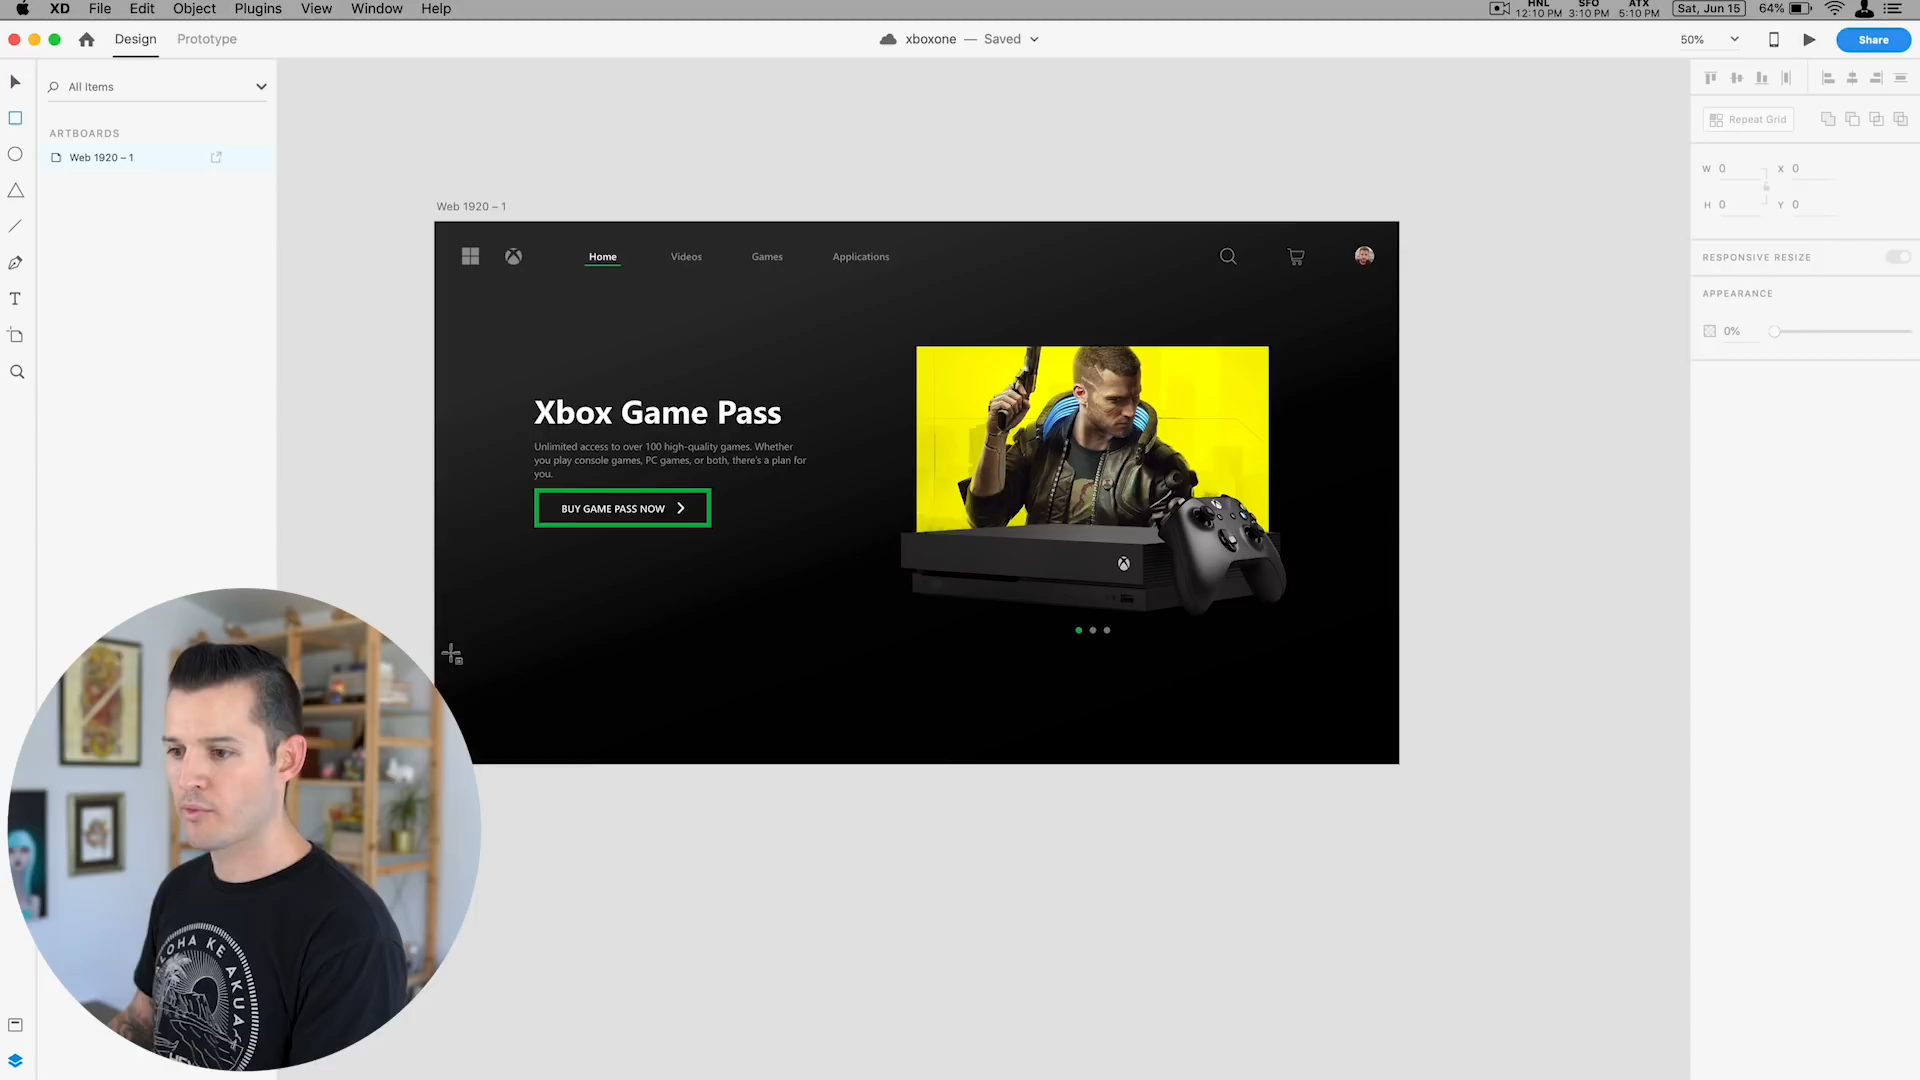 XD File Edit Object Plugins View Window Help
HNL 12:10 PM SFO 3:10 PM ATX 5:10 PM Sat, Jun 15 64%
Design Prototype
xboxone — Saved
50%
Share
All Items
ARTBOARDS
Web 1920 – 1
Web 1920 – 1
Home Videos Games Applications
Xbox Game Pass
Unlimited access to over 100 high-quality games. Whether
you play console games, PC games, or both, there's a plan for
you.
BUY GAME PASS NOW
Repeat Grid
W 0 X 0
H 0 Y 0
RESPONSIVE RESIZE
APPEARANCE
0%
ALOHA KE AKUA